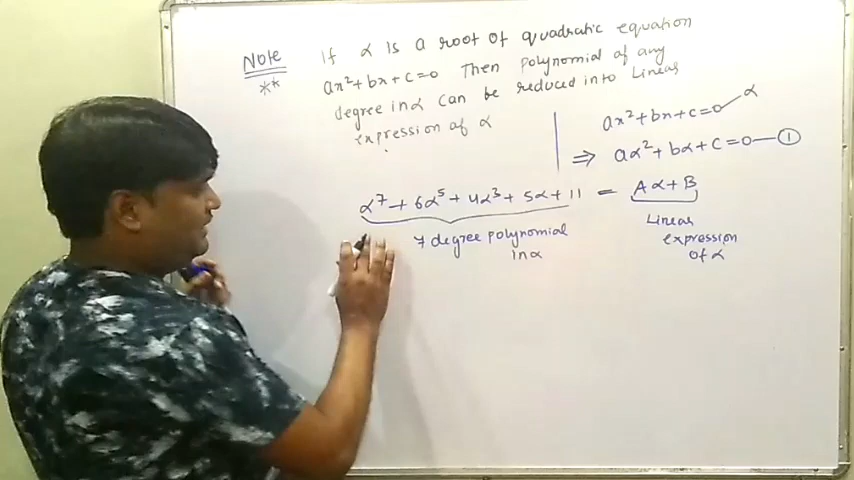 Note If α is a root of quadratic equation
** ax²+bx+c=0 Then polynomial of any
degree in α can be reduced into Linear
expression of α
ax²+bx+c=0 α
⇒ aα²+bα+c=0 ①
α⁷+6α⁵+4α³+5α+11 = Aα+B
7 degree polynomial
in α
Linear
expression
of α